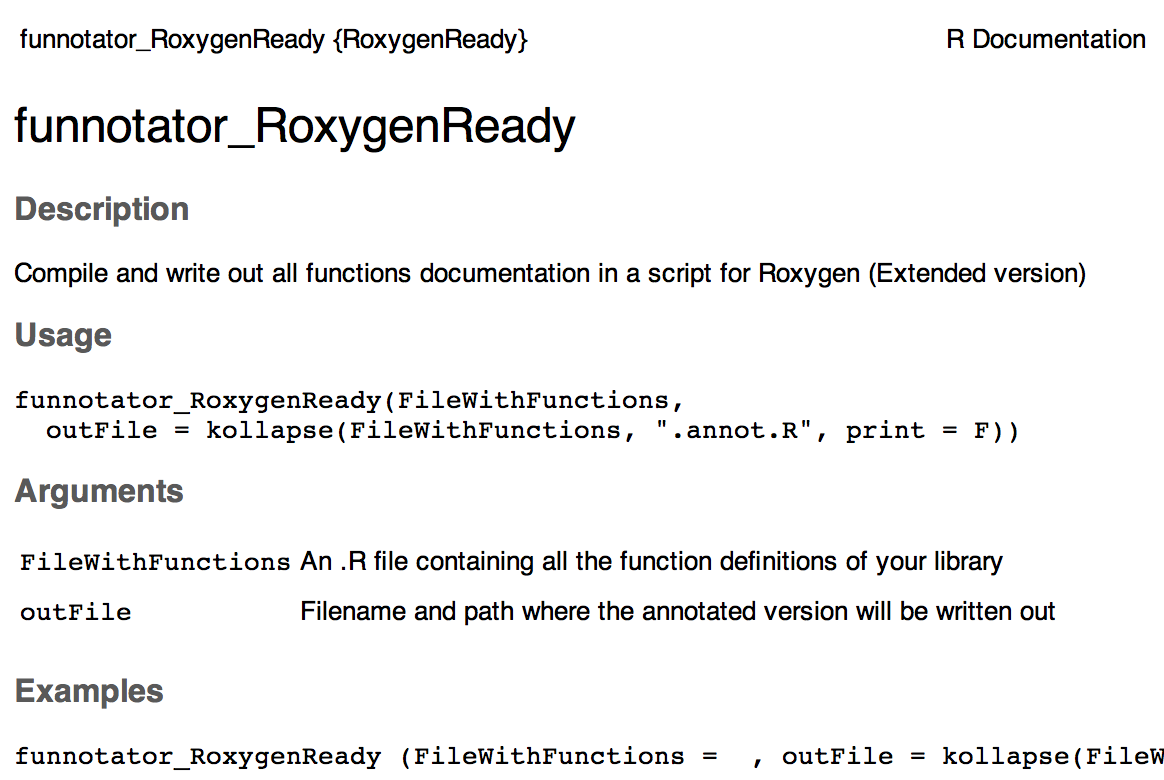 funnotator_RoxygenReady {RoxygenReady} R Documentation
funnotator_RoxygenReady
Description
Compile and write out all functions documentation in a script for Roxygen (Extended version)
Usage
funnotator_RoxygenReady(FileWithFunctions,
  outFile = kollapse(FileWithFunctions, ".annot.R", print = F))
Arguments
FileWithFunctions An .R file containing all the function definitions of your library
outFile Filename and path where the annotated version will be written out
Examples
funnotator_RoxygenReady (FileWithFunctions =  , outFile = kollapse(FileW